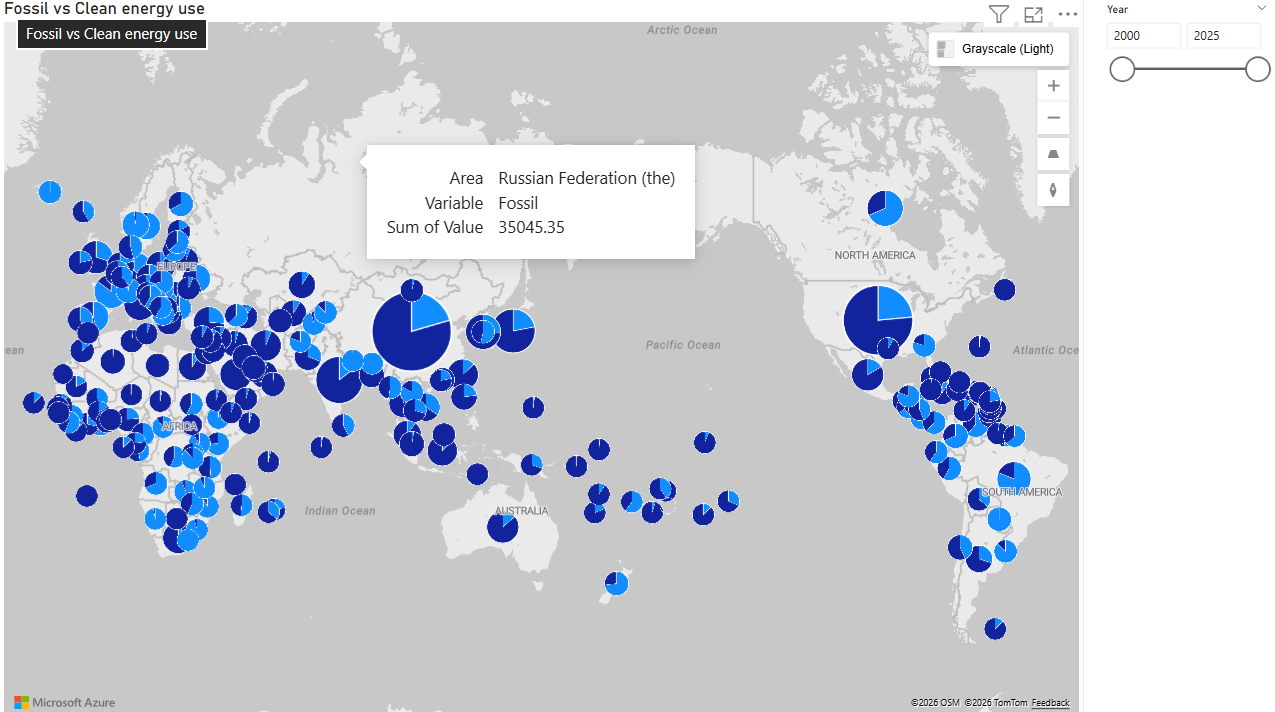 Fossil vs Clean energy use
Fossil vs Clean energy use
Year
2000
2025
Grayscale (Light)
Arctic Ocean
Area Russian Federation (the)
Variable Fossil
Sum of Value 35045.35
NORTH AMERICA
EUROPE
Pacific Ocean
ean
Atlantic Oce
AFRICA
SOUTH AMERICA
Indian Ocean
AUSTRALIA
Microsoft Azure
©2026 OSM ©2026 TomTom Feedback